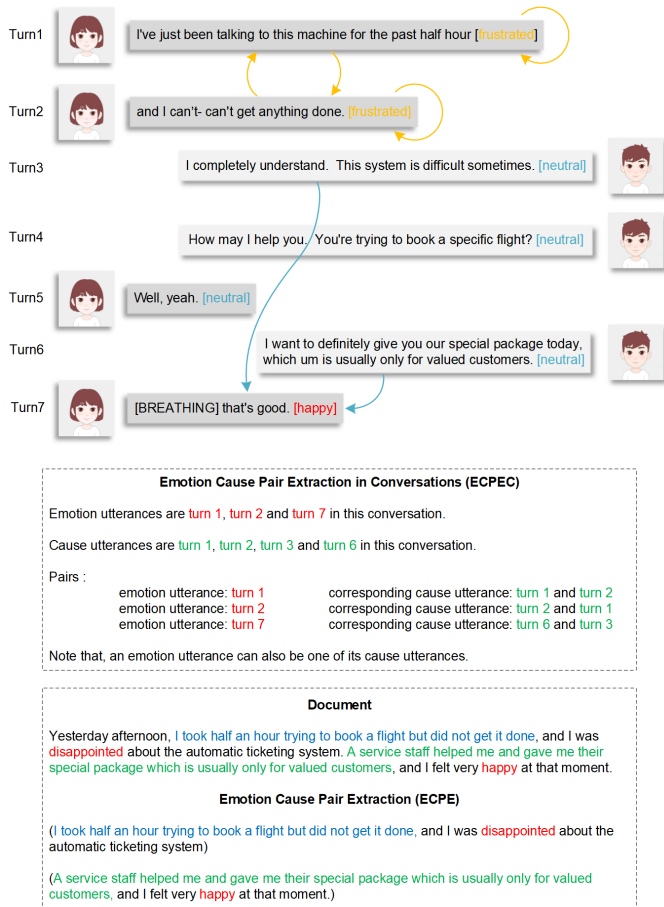 Turn1
I've just been talking to this machine for the past half hour [frustrated]
Turn2
and I can't- can't get anything done. [frustrated]
Turn3
I completely understand.  This system is difficult sometimes. [neutral]
Turn4
How may I help you.  You're trying to book a specific flight? [neutral]
Turn5
Well, yeah. [neutral]
Turn6
I want to definitely give you our special package today,
which um is usually only for valued customers. [neutral]
Turn7
[BREATHING] that's good. [happy]
Emotion Cause Pair Extraction in Conversations (ECPEC)
Emotion utterances are turn 1, turn 2 and turn 7 in this conversation.
Cause utterances are turn 1, turn 2, turn 3 and turn 6 in this conversation.
Pairs :
emotion utterance: turn 1 corresponding cause utterance: turn 1 and turn 2
emotion utterance: turn 2 corresponding cause utterance: turn 2 and turn 1
emotion utterance: turn 7 corresponding cause utterance: turn 6 and turn 3
Note that, an emotion utterance can also be one of its cause utterances.
Document
Yesterday afternoon, I took half an hour trying to book a flight but did not get it done, and I was
disappointed about the automatic ticketing system. A service staff helped me and gave me their
special package which is usually only for valued customers, and I felt very happy at that moment.
Emotion Cause Pair Extraction (ECPE)
(I took half an hour trying to book a flight but did not get it done, and I was disappointed about the
automatic ticketing system)
(A service staff helped me and gave me their special package which is usually only for valued
customers, and I felt very happy at that moment.)